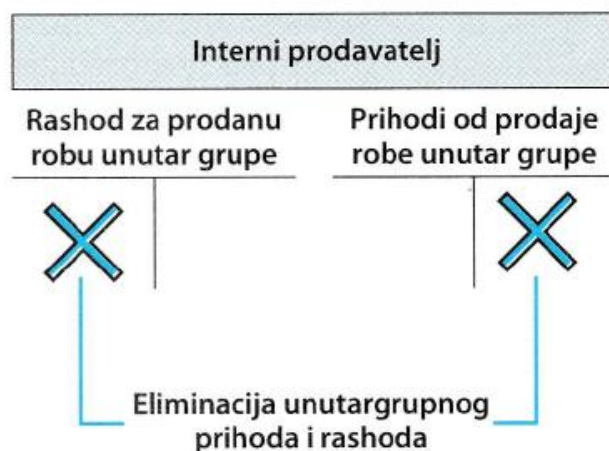 Interni prodavatelj
Rashod za prodanu
robu unutar grupe
Prihodi od prodaje
robe unutar grupe
Eliminacija unutargrupnog
prihoda i rashoda